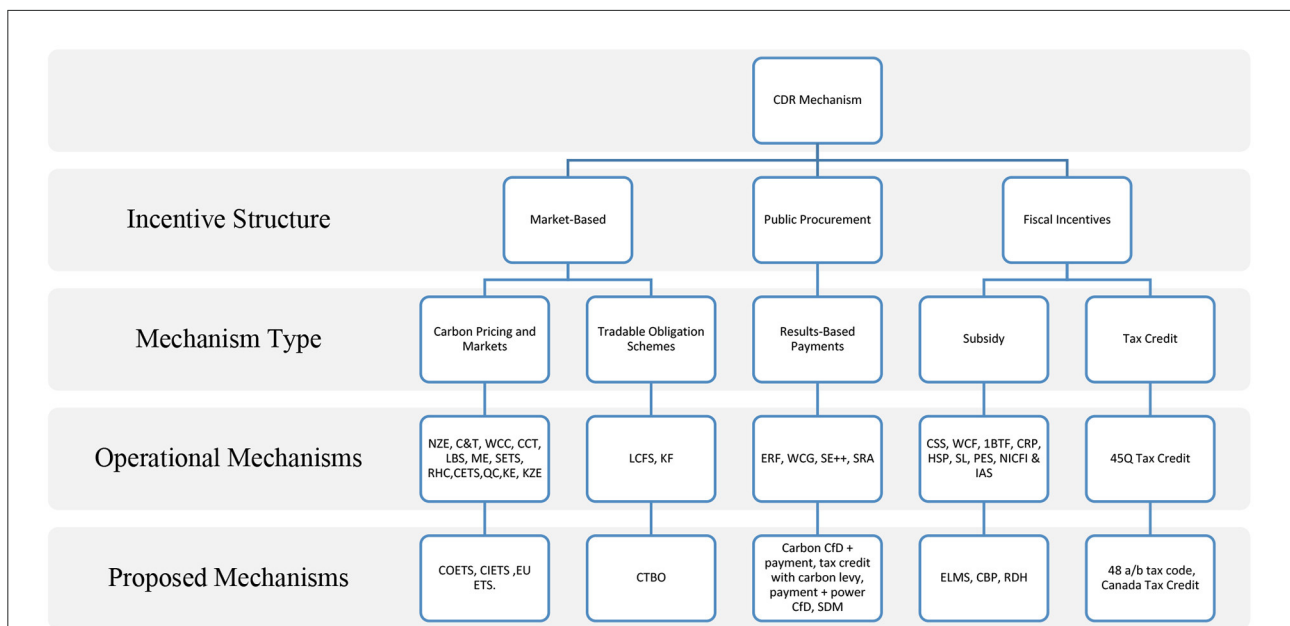 CDR Mechanism
Incentive Structure
Market-Based
Public Procurement
Fiscal Incentives
Mechanism Type
Carbon Pricing and
Markets
Tradable Obligation
Schemes
Results-Based
Payments
Subsidy
Tax Credit
Operational Mechanisms
NZE, C&T, WCC, CCT,
LBS, ME, SETS,
RHC,CETS,QC,KE, KZE
LCFS, KF
ERF, WCG, SE++, SRA
CSS, WCF, 1BTF, CRP,
HSP, SL, PES, NICFI &
IAS
45Q Tax Credit
Proposed Mechanisms
COETS, CIETS ,EU
ETS.
CTBO
Carbon CfD +
payment, tax credit
with carbon levy,
payment + power
CfD, SDM
ELMS, CBP, RDH
48 a/b tax code,
Canada Tax Credit